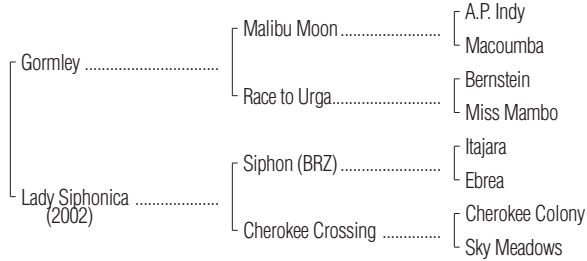 A.P. Indy
Malibu Moon ......................
Macoumba
Gormley .............................
Bernstein
Race to Urga........................
Miss Mambo
Itajara
Siphon (BRZ) ......................
Ebrea
Lady Siphonica ..................
(2002)
Cherokee Colony
Cherokee Crossing .............
Sky Meadows